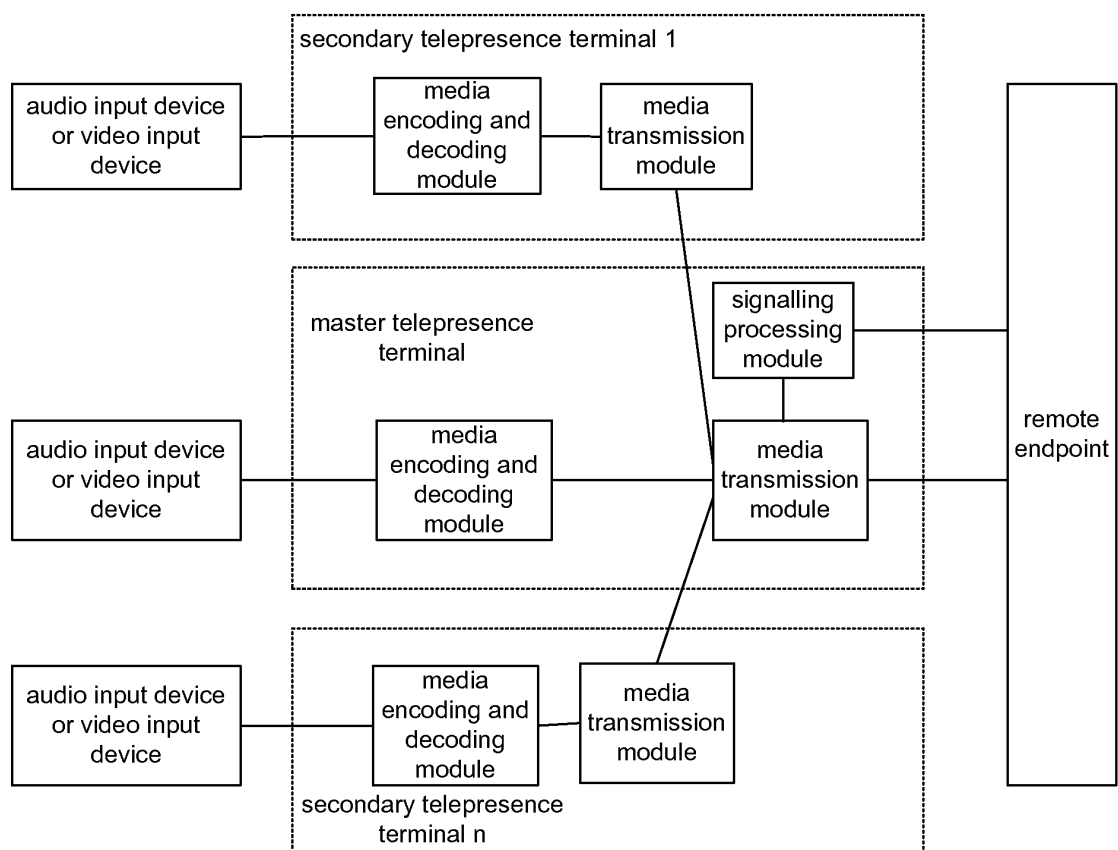 secondary telepresence terminal 1
audio input device
or video input
device
media
encoding and
decoding
module
media
transmission
module
master telepresence
terminal
signalling
processing
module
audio input device
or video input
device
media
encoding and
decoding
module
media
transmission
module
remote
endpoint
audio input device
or video input
device
media
encoding and
decoding
module
media
transmission
module
secondary telepresence
terminal n